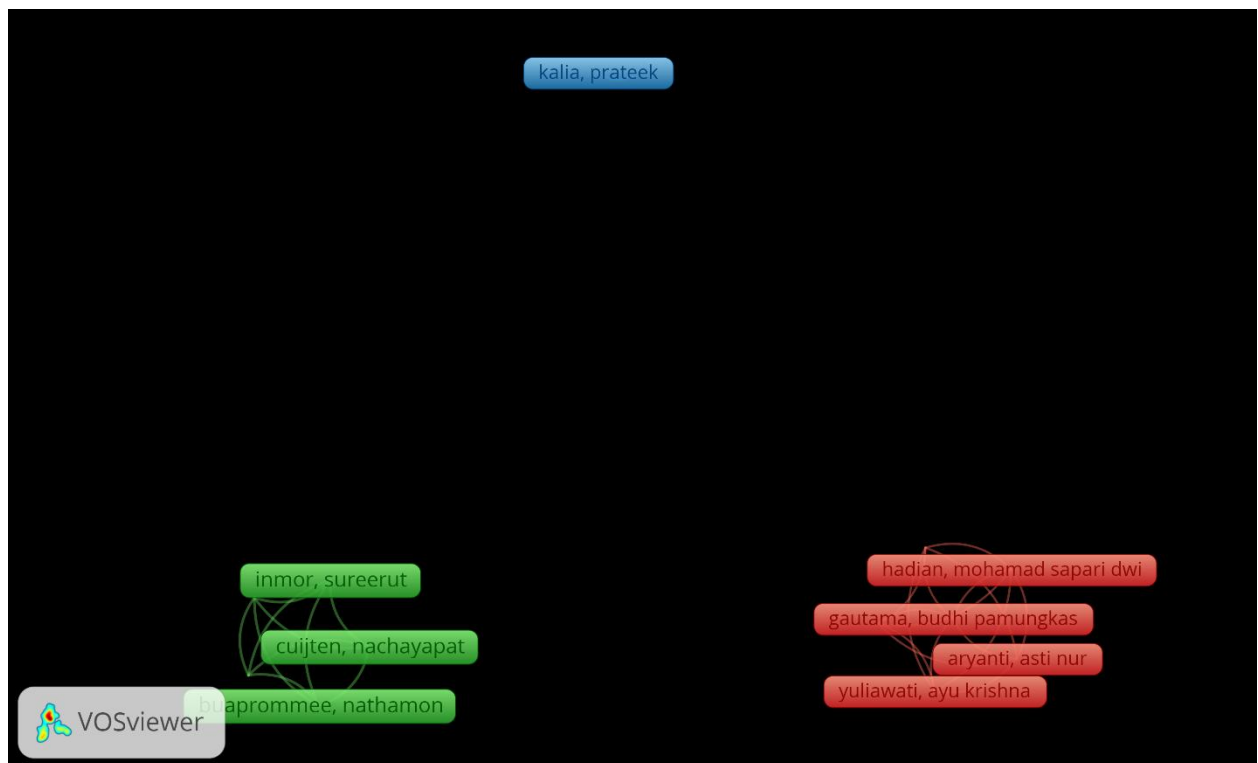 kalia, prateek
inmor, sureerut
cuijten, nachayapat
buaprommee, nathamon
hadian, mohamad sapari dwi
gautama, budhi pamungkas
aryanti, asti nur
yuliawati, ayu krishna
VOSviewer